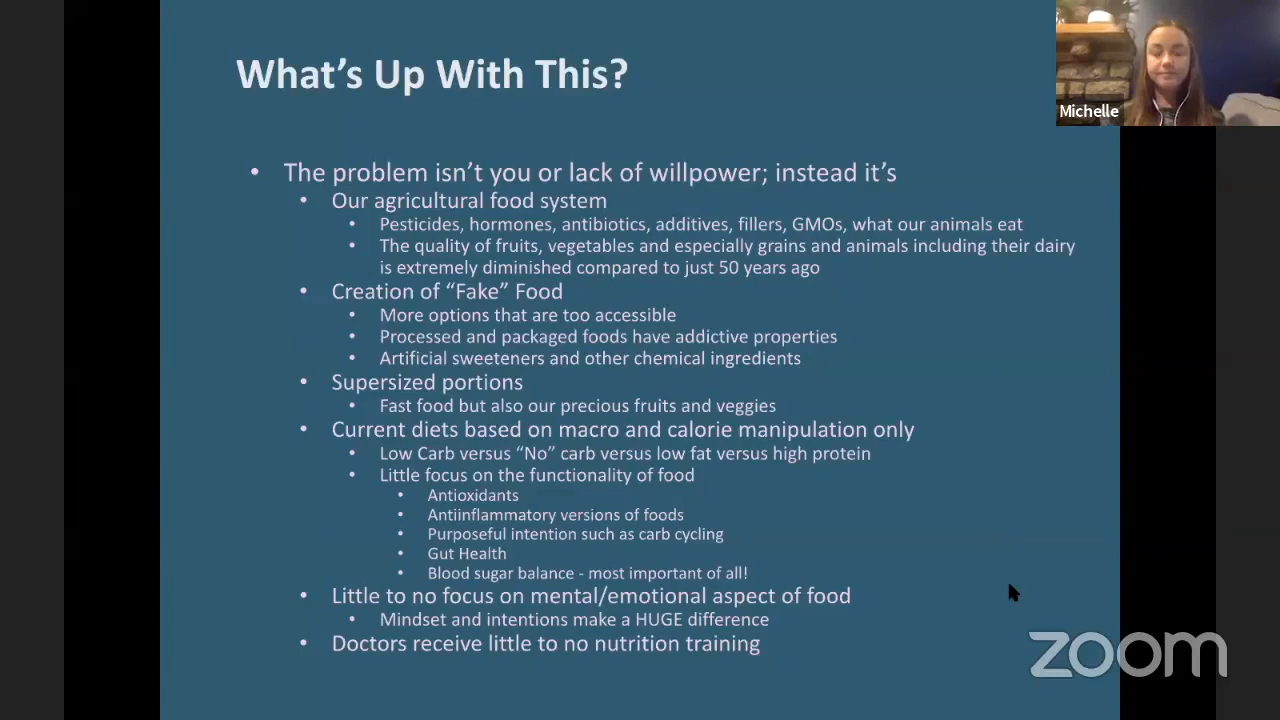 What's Up With This?
Michelle
• The problem isn't you or lack of willpower; instead it's
• Our agricultural food system
• Pesticides, hormones, antibiotics, additives, fillers, GMOs, what our animals eat
• The quality of fruits, vegetables and especially grains and animals including their dairy
is extremely diminished compared to just 50 years ago
• Creation of “Fake” Food
• More options that are too accessible
• Processed and packaged foods have addictive properties
• Artificial sweeteners and other chemical ingredients
• Supersized portions
• Fast food but also our precious fruits and veggies
• Current diets based on macro and calorie manipulation only
• Low Carb versus “No” carb versus low fat versus high protein
• Little focus on the functionality of food
• Antioxidants
• Antiinflammatory versions of foods
• Purposeful intention such as carb cycling
• Gut Health
• Blood sugar balance - most important of all!
• Little to no focus on mental/emotional aspect of food
• Mindset and intentions make a HUGE difference
• Doctors receive little to no nutrition training
zoom